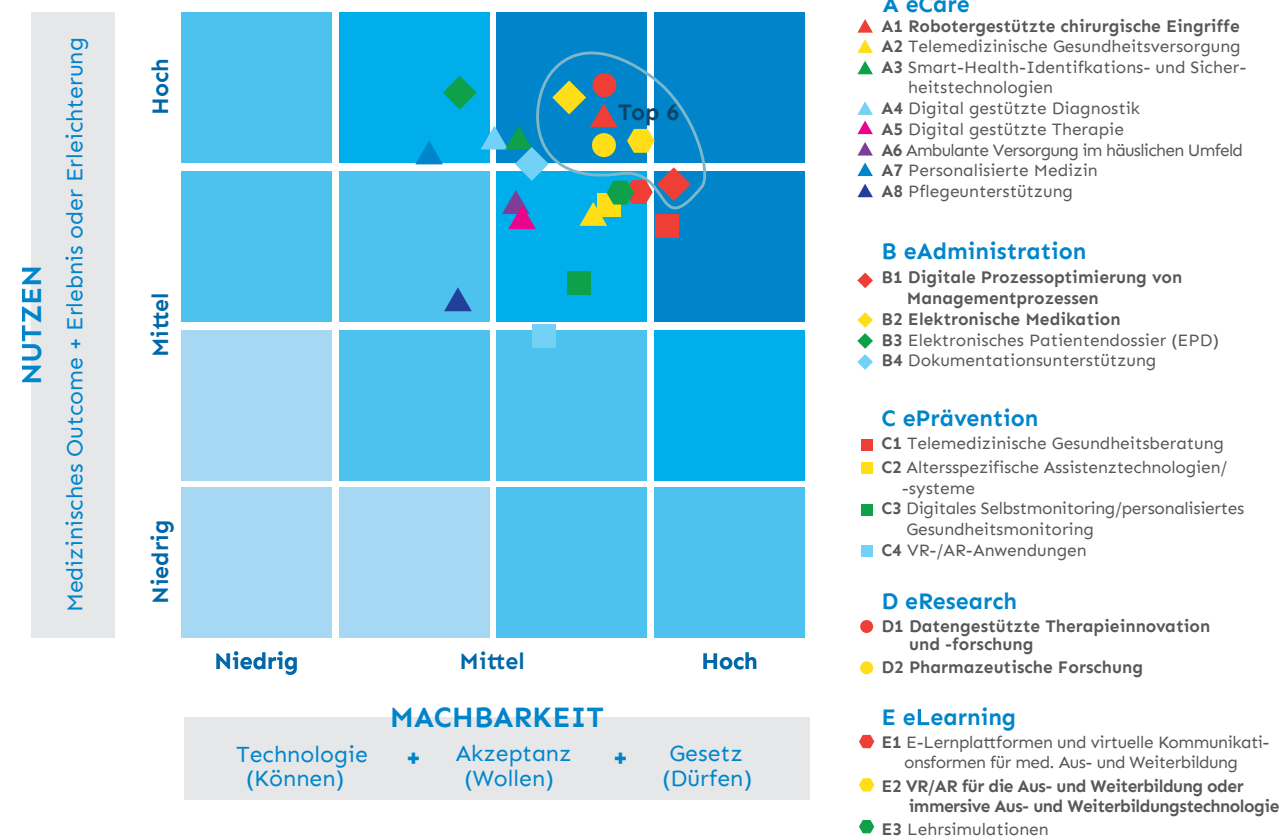 NUTZEN
Medizinisches Outcome + Erlebnis oder Erleichterung
Hoch
Mittel
Niedrig
Top 6
Niedrig
Mittel
Hoch
MACHBARKEIT
Technologie
(Können)
+
Akzeptanz
(Wollen)
+
Gesetz
(Dürfen)
A eCare
A1 Robotergestützte chirurgische Eingriffe
A2 Telemedizinische Gesundheitsversorgung
A3 Smart-Health-Identifkations- und Sicher-
heitstechnologien
A4 Digital gestützte Diagnostik
A5 Digital gestützte Therapie
A6 Ambulante Versorgung im häuslichen Umfeld
A7 Personalisierte Medizin
A8 Pflegeunterstützung
B eAdministration
B1 Digitale Prozessoptimierung von
Managementprozessen
B2 Elektronische Medikation
B3 Elektronisches Patientendossier (EPD)
B4 Dokumentationsunterstützung
C ePrävention
C1 Telemedizinische Gesundheitsberatung
C2 Altersspezifische Assistenztechnologien/
-systeme
C3 Digitales Selbstmonitoring/personalisiertes
Gesundheitsmonitoring
C4 VR-/AR-Anwendungen
D eResearch
D1 Datengestützte Therapieinnovation
und -forschung
D2 Pharmazeutische Forschung
E eLearning
E1 E-Lernplattformen und virtuelle Kommunikati-
onsformen für med. Aus- und Weiterbildung
E2 VR/AR für die Aus- und Weiterbildung oder
immersive Aus- und Weiterbildungstechnologie
E3 Lehrsimulationen